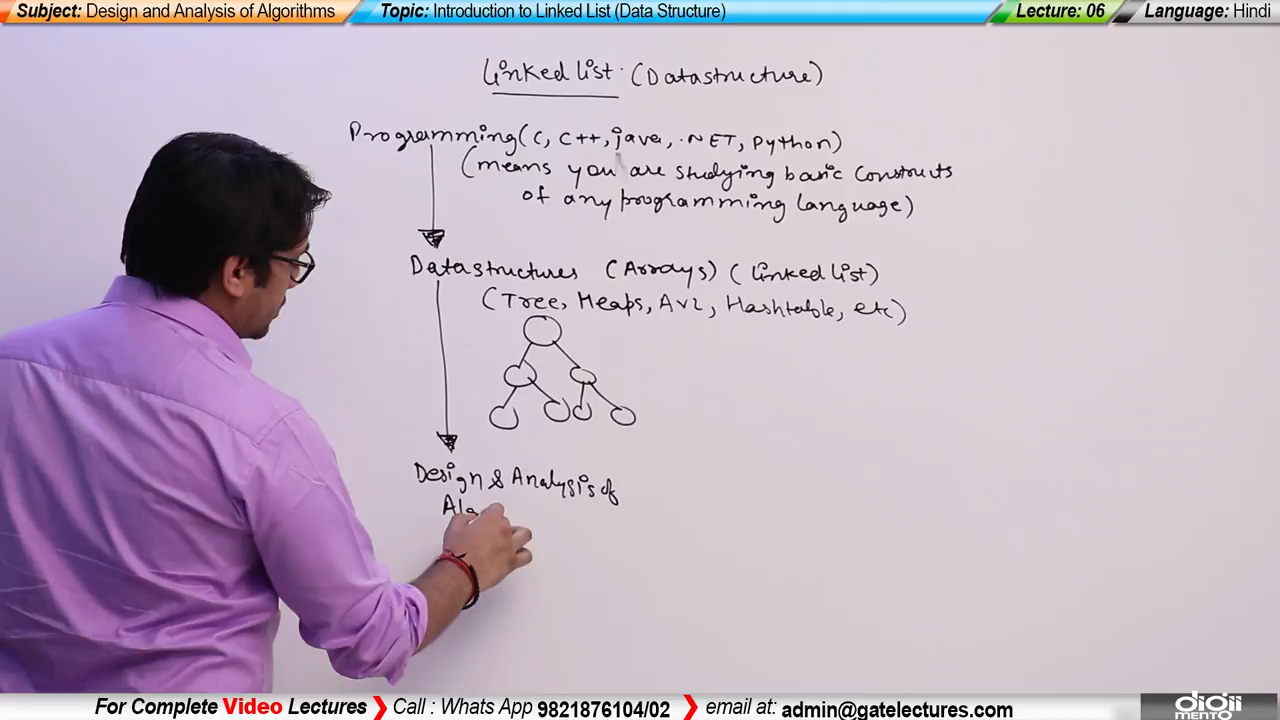 Subject: Design and Analysis of Algorithms
Topic: Introduction to Linked List (Data Structure)
Lecture: 06
Language: Hindi
Linked list (Datastructure)
Programming (C, C++, java, .NET, Python)
(means you are studying basic constructs
of any programming language)
Datastructures (Arrays) (Linked list)
(Tree, Heaps, AVL, Hashtable, etc)
Design & Analysis of
Alg
For Complete Video Lectures
Call : Whats App 9821876104/02
email at: admin@gatelectures.com
digii
MENTO